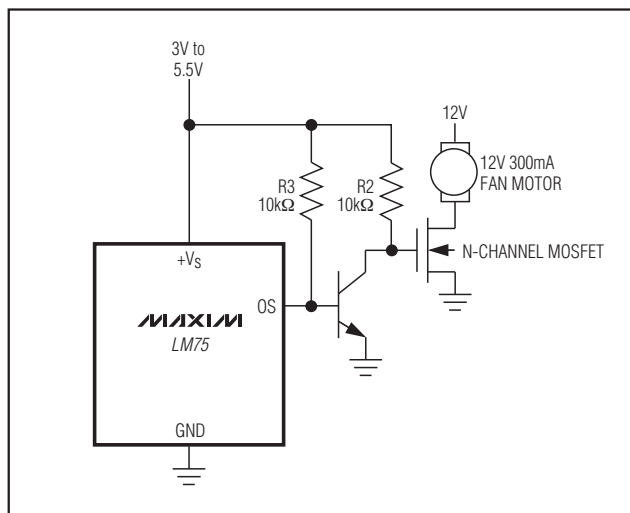 3V to
5.5V
12V
12V 300mA
FAN MOTOR
R3
10kΩ
R2
10kΩ
N-CHANNEL MOSFET
+VS
OS
MAXIM
LM75
GND